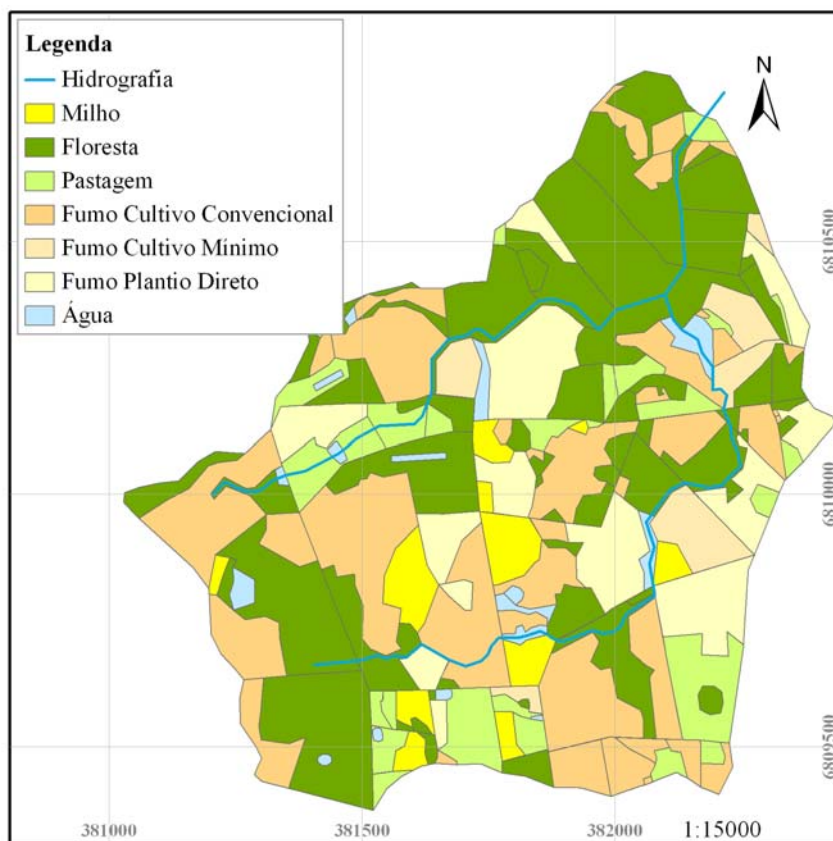 Legenda
Hidrografia
Milho
Floresta
Pastagem
Fumo Cultivo Convencional
Fumo Cultivo Mínimo
Fumo Plantio Direto
Água
N
6810500
6810000
6809500
381000
381500
382000
1:15000